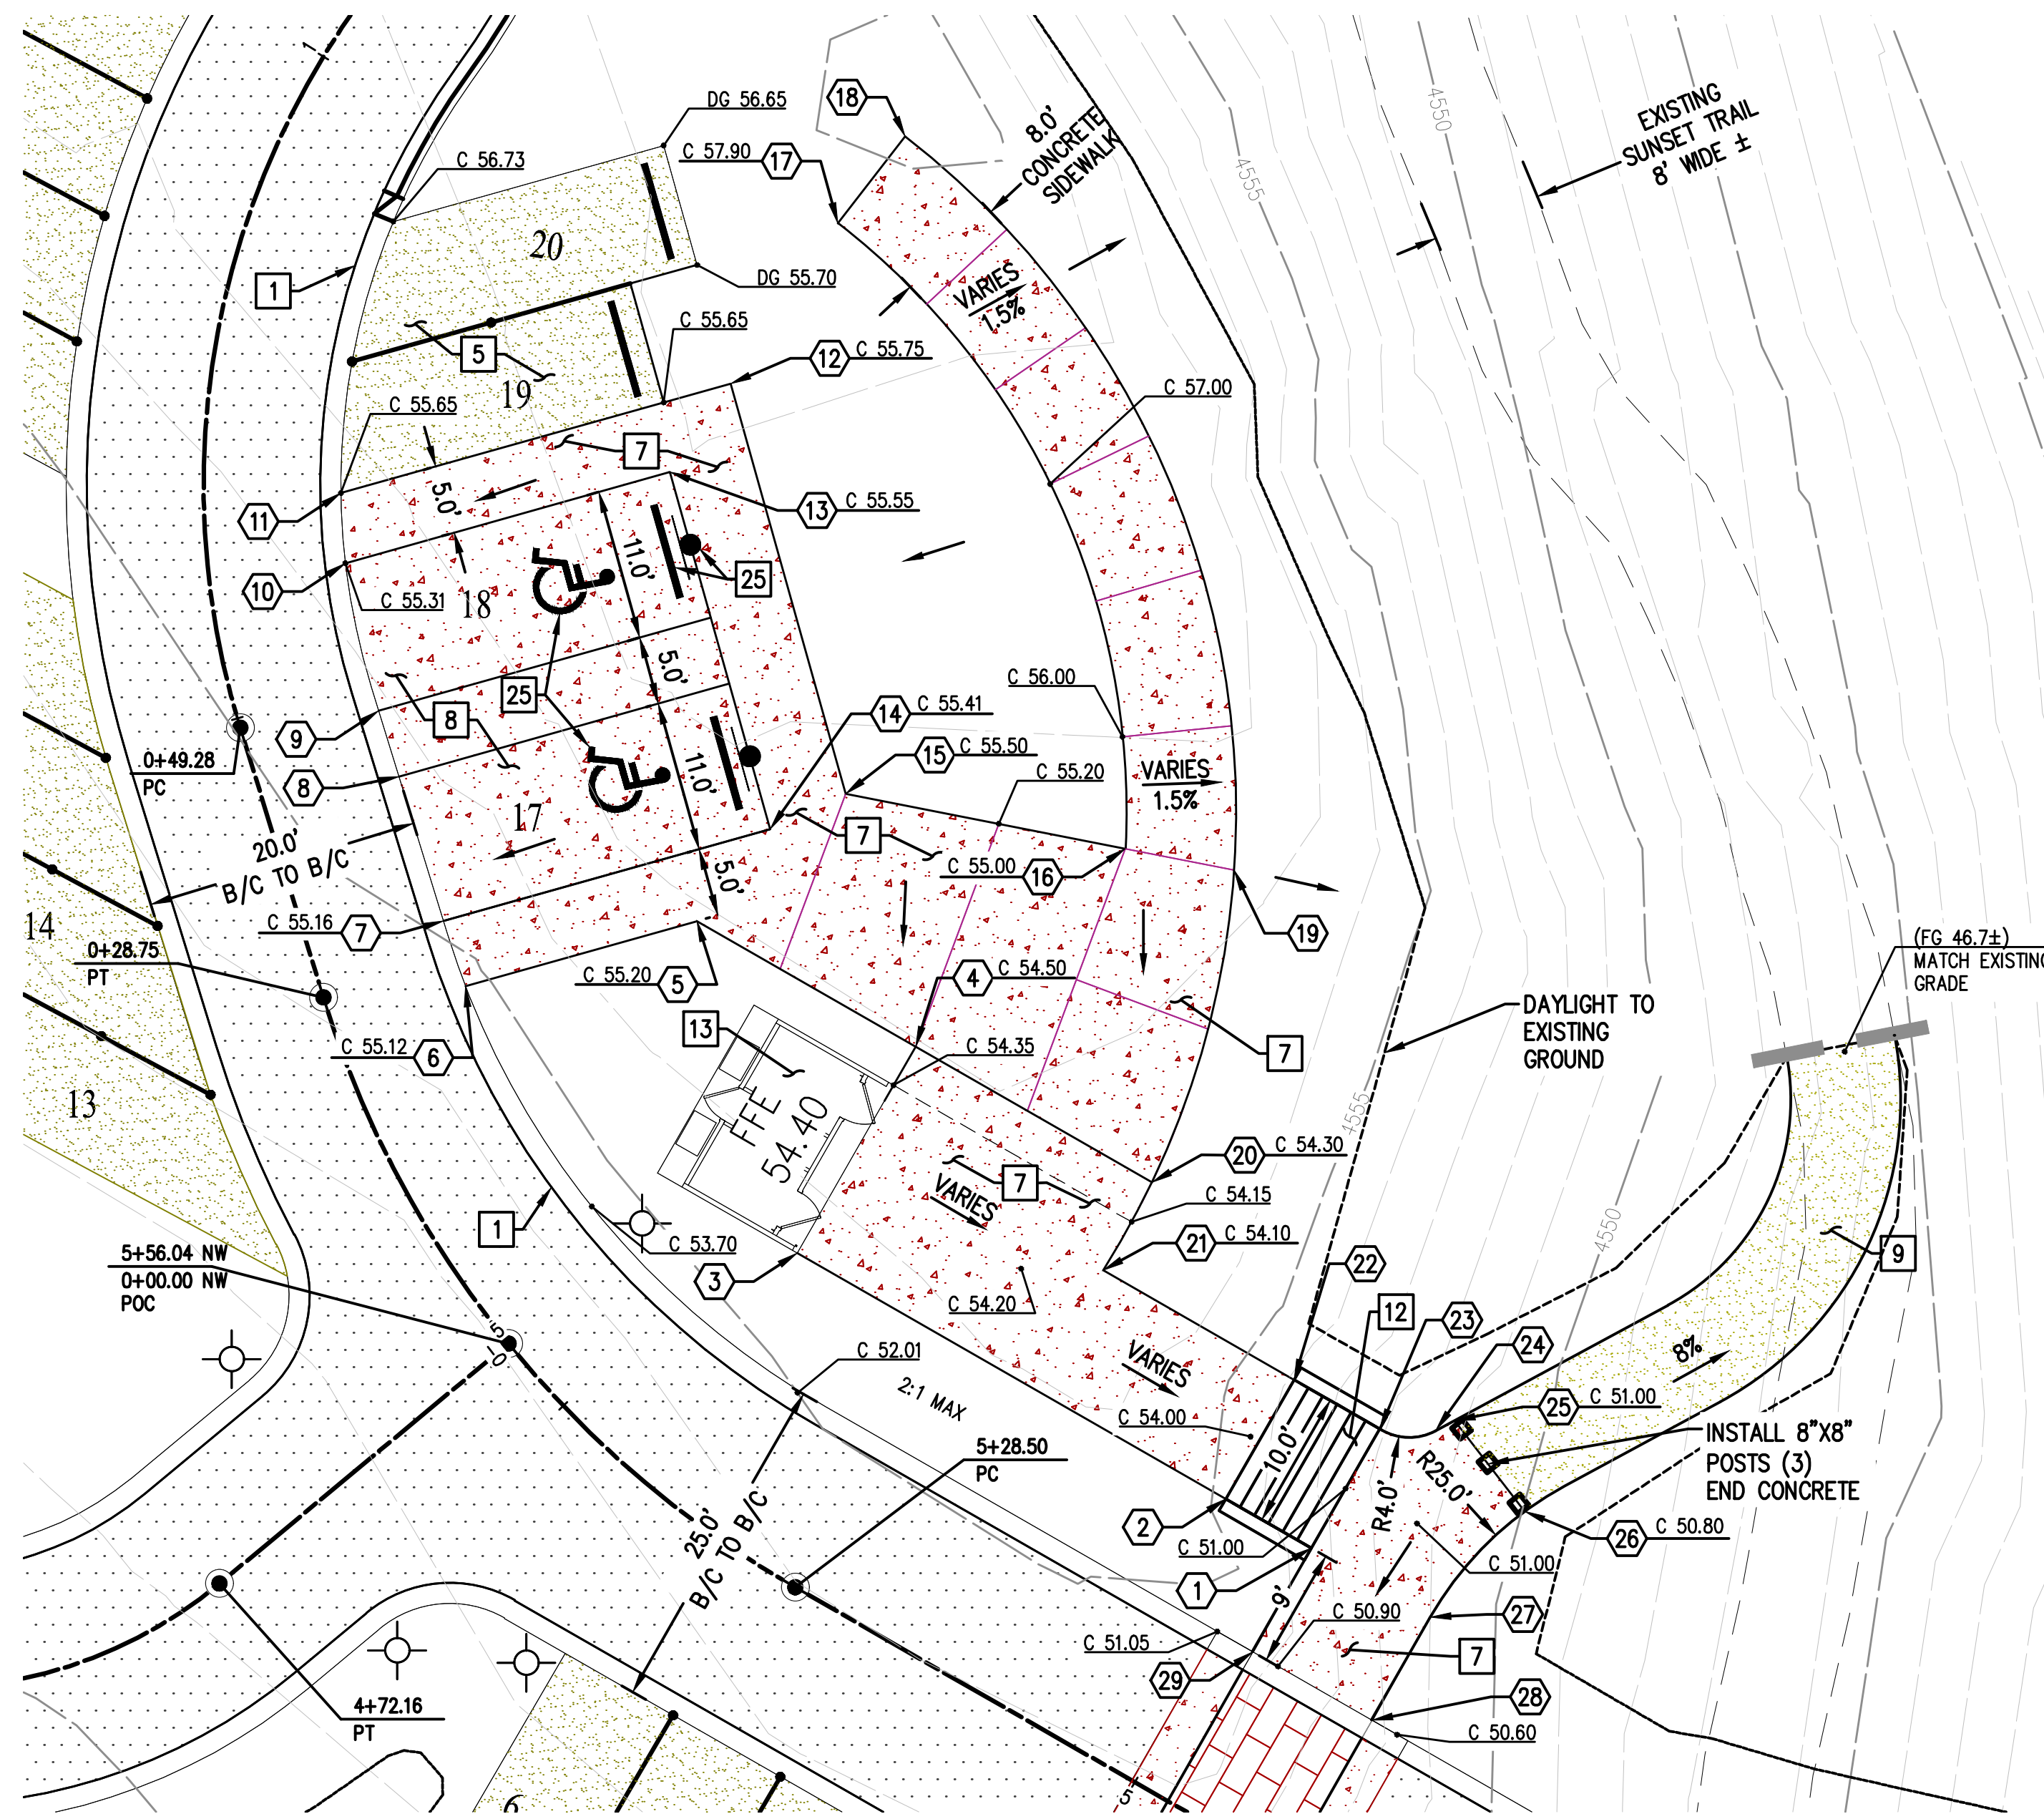 1
DG 56.65
18
8.0'
CONCRETE
SIDEWALK
4550
EXISTING
SUNSET TRAIL
8' WIDE ±
C 56.73
C 57.90
17
4555
20
1
DG 55.70
VARIES
1.5%
C 55.65
5
12
C 55.75
19
C 57.00
C 55.65
7
5.0'
13
C 55.55
11
11.0'
25
10
C 55.31
18
5.0'
C 56.00
25
9
8
14
C 55.41
0+49.28
PC
15
C 55.50
8
11.0'
C 55.20
VARIES
1.5%
17
20.0'
B/C TO B/C
7
C 55.00
16
5.0'
14
C 55.16
7
19
(FG 46.7±)
MATCH EXISTING
GRADE
0+28.75
PT
C 55.20
5
4
C 54.50
DAYLIGHT TO
EXISTING
GROUND
13
C 55.12
6
C 54.35
7
13
FFE
54.40
4555
20
C 54.30
7
VARIES
C 54.15
1
C 53.70
21
C 54.10
4550
9
5+56.04 NW
0+00.00 NW
POC
3
22
C 54.20
12
23
5
0
C 52.01
VARIES
24
8%
2:1 MAX
C 54.00
25
C 51.00
5+28.50
PC
10.0'
R25.0'
INSTALL 8"X8"
POSTS (3)
END CONCRETE
R4.0'
25.0'
B/C TO B/C
2
C 51.00
26
C 50.80
C 51.00
1
9'
C 50.90
27
C 51.05
7
29
28
4+72.16
PT
C 50.60
5
6